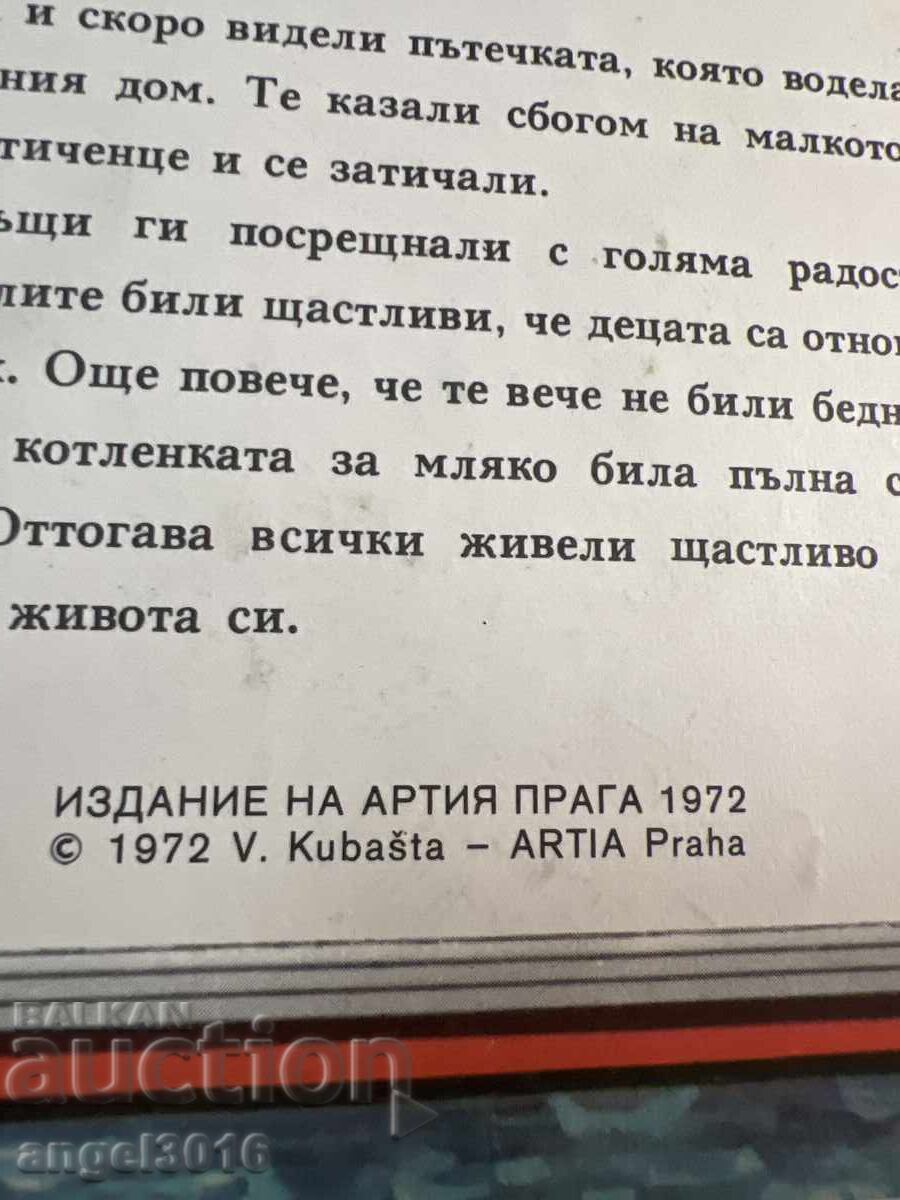 и скоро видели пътечката, която водела
ния дом. Те казали сбогом на малкото
тиченце и се затичали.
ъщи ги посрещнали с голяма радос
лите били щастливи, че децата са отнов
. Още повече, че те вече не били бедн
котленката за мляко била пълна с
Оттогава всички живели щастливо
живота си.
ИЗДАНИЕ НА АРТИЯ ПРАГА 1972
© 1972 V. Kubašta – ARTIA Praha
BALKAN
auction
angel3016